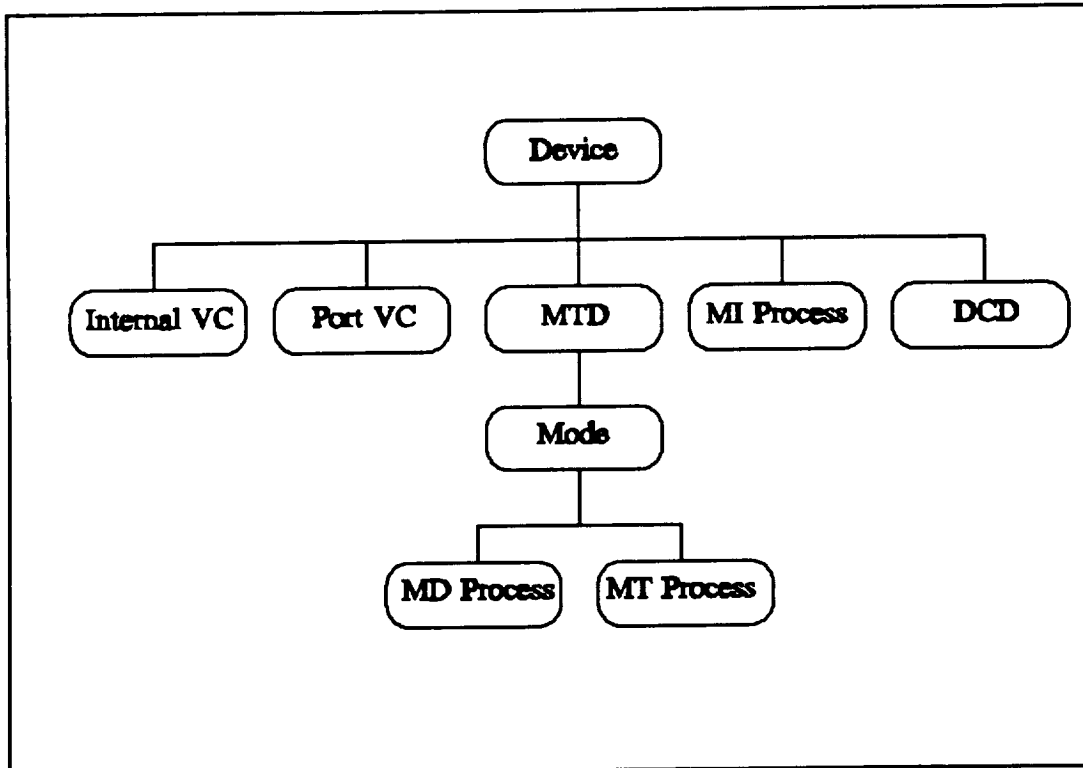 Device
Internal VC
Port VC
MTD
MI Process
DCD
Mode
MD Process
MT Process